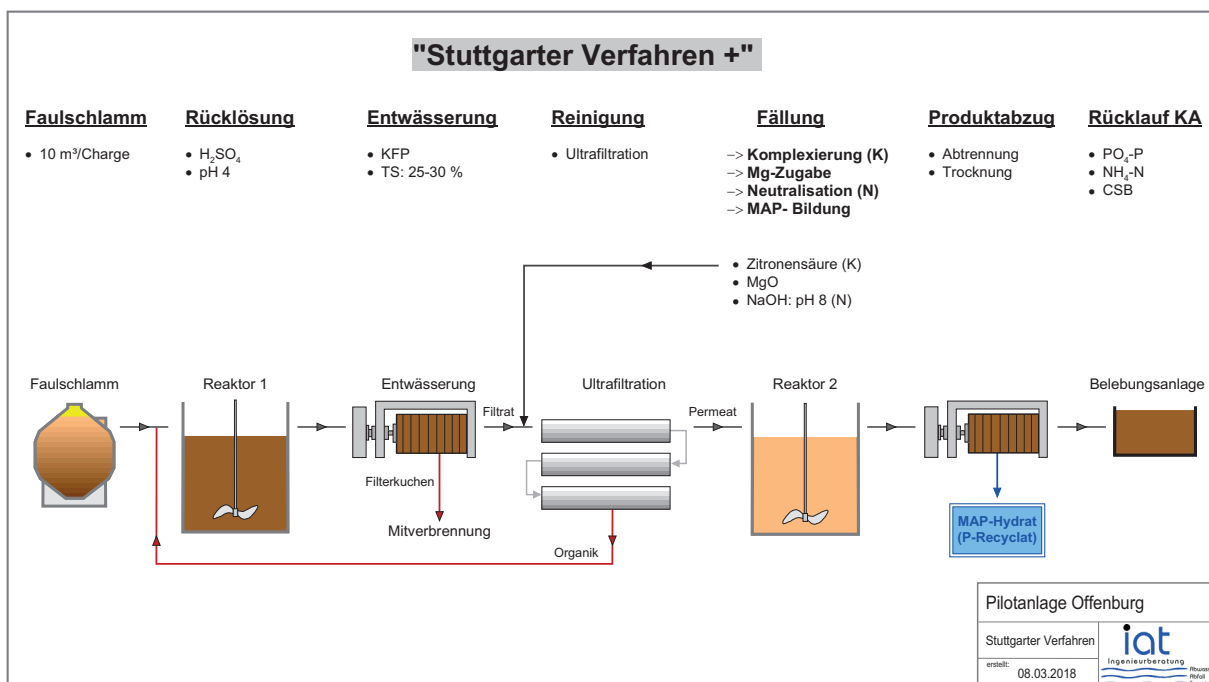 "Stuttgarter Verfahren +"
Faulschlamm
• 10 m³/Charge
Rücklösung
• H₂SO₄
• pH 4
Entwässerung
• KFP
• TS: 25-30 %
Reinigung
• Ultrafiltration
Fällung
–> Komplexierung (K)
–> Mg-Zugabe
–> Neutralisation (N)
–> MAP- Bildung
Produktabzug
• Abtrennung
• Trocknung
Rücklauf KA
• PO₄-P
• NH₄-N
• CSB
• Zitronensäure (K)
• MgO
• NaOH: pH 8 (N)
Faulschlamm
Reaktor 1
Entwässerung
Filtrat
Ultrafiltration
Permeat
Reaktor 2
Belebungsanlage
Filterkuchen
Mitverbrennung
Organik
MAP-Hydrat
(P-Recyclat)
Pilotanlage Offenburg
Stuttgarter Verfahren
erstellt:
08.03.2018
iat
Ingenieurberatung
Abwass
Abfall